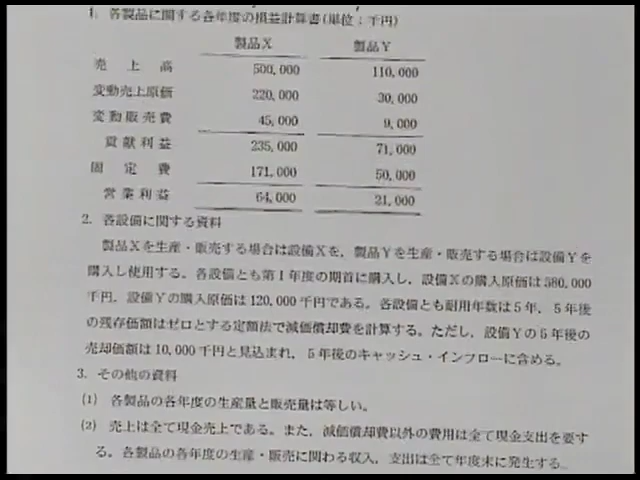 1. 各製品に関する各年度の損益計算書(単位：千円)
製品X 製品Y
売上高 500,000 110,000
変動売上原価 220,000 30,000
変動販売費 45,000 9,000
貢献利益 235,000 71,000
固定費 171,000 50,000
営業利益 64,000 21,000
2. 各設備に関する資料
製品Xを生産・販売する場合は設備Xを、製品Yを生産・販売する場合は設備Yを
購入し使用する。各設備とも第1年度の期首に購入し、設備Xの購入原価は580,000
千円、設備Yの購入原価は120,000千円である。各設備とも耐用年数は5年、5年後
の残存価額はゼロとする定額法で減価償却費を計算する。ただし、設備Yの5年後の
売却価額は10,000千円と見込まれ、5年後のキャッシュ・インフローに含める。
3. その他の資料
(1) 各製品の各年度の生産量と販売量は等しい。
(2) 売上は全て現金売上である。また、減価償却費以外の費用は全て現金支出を要す
る。各製品の各年度の生産・販売に関わる収入、支出は全て年度末に発生する。